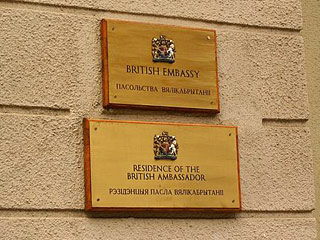 BRITISH EMBASSY
ПАСОЛЬСТВА ВЯЛІКАБРЫТАНІІ
RESIDENCE OF THE
BRITISH AMBASSADOR
РЭЗІДЭНЦЫЯ ПАСЛА ВЯЛІКАБРЫТАНІІ